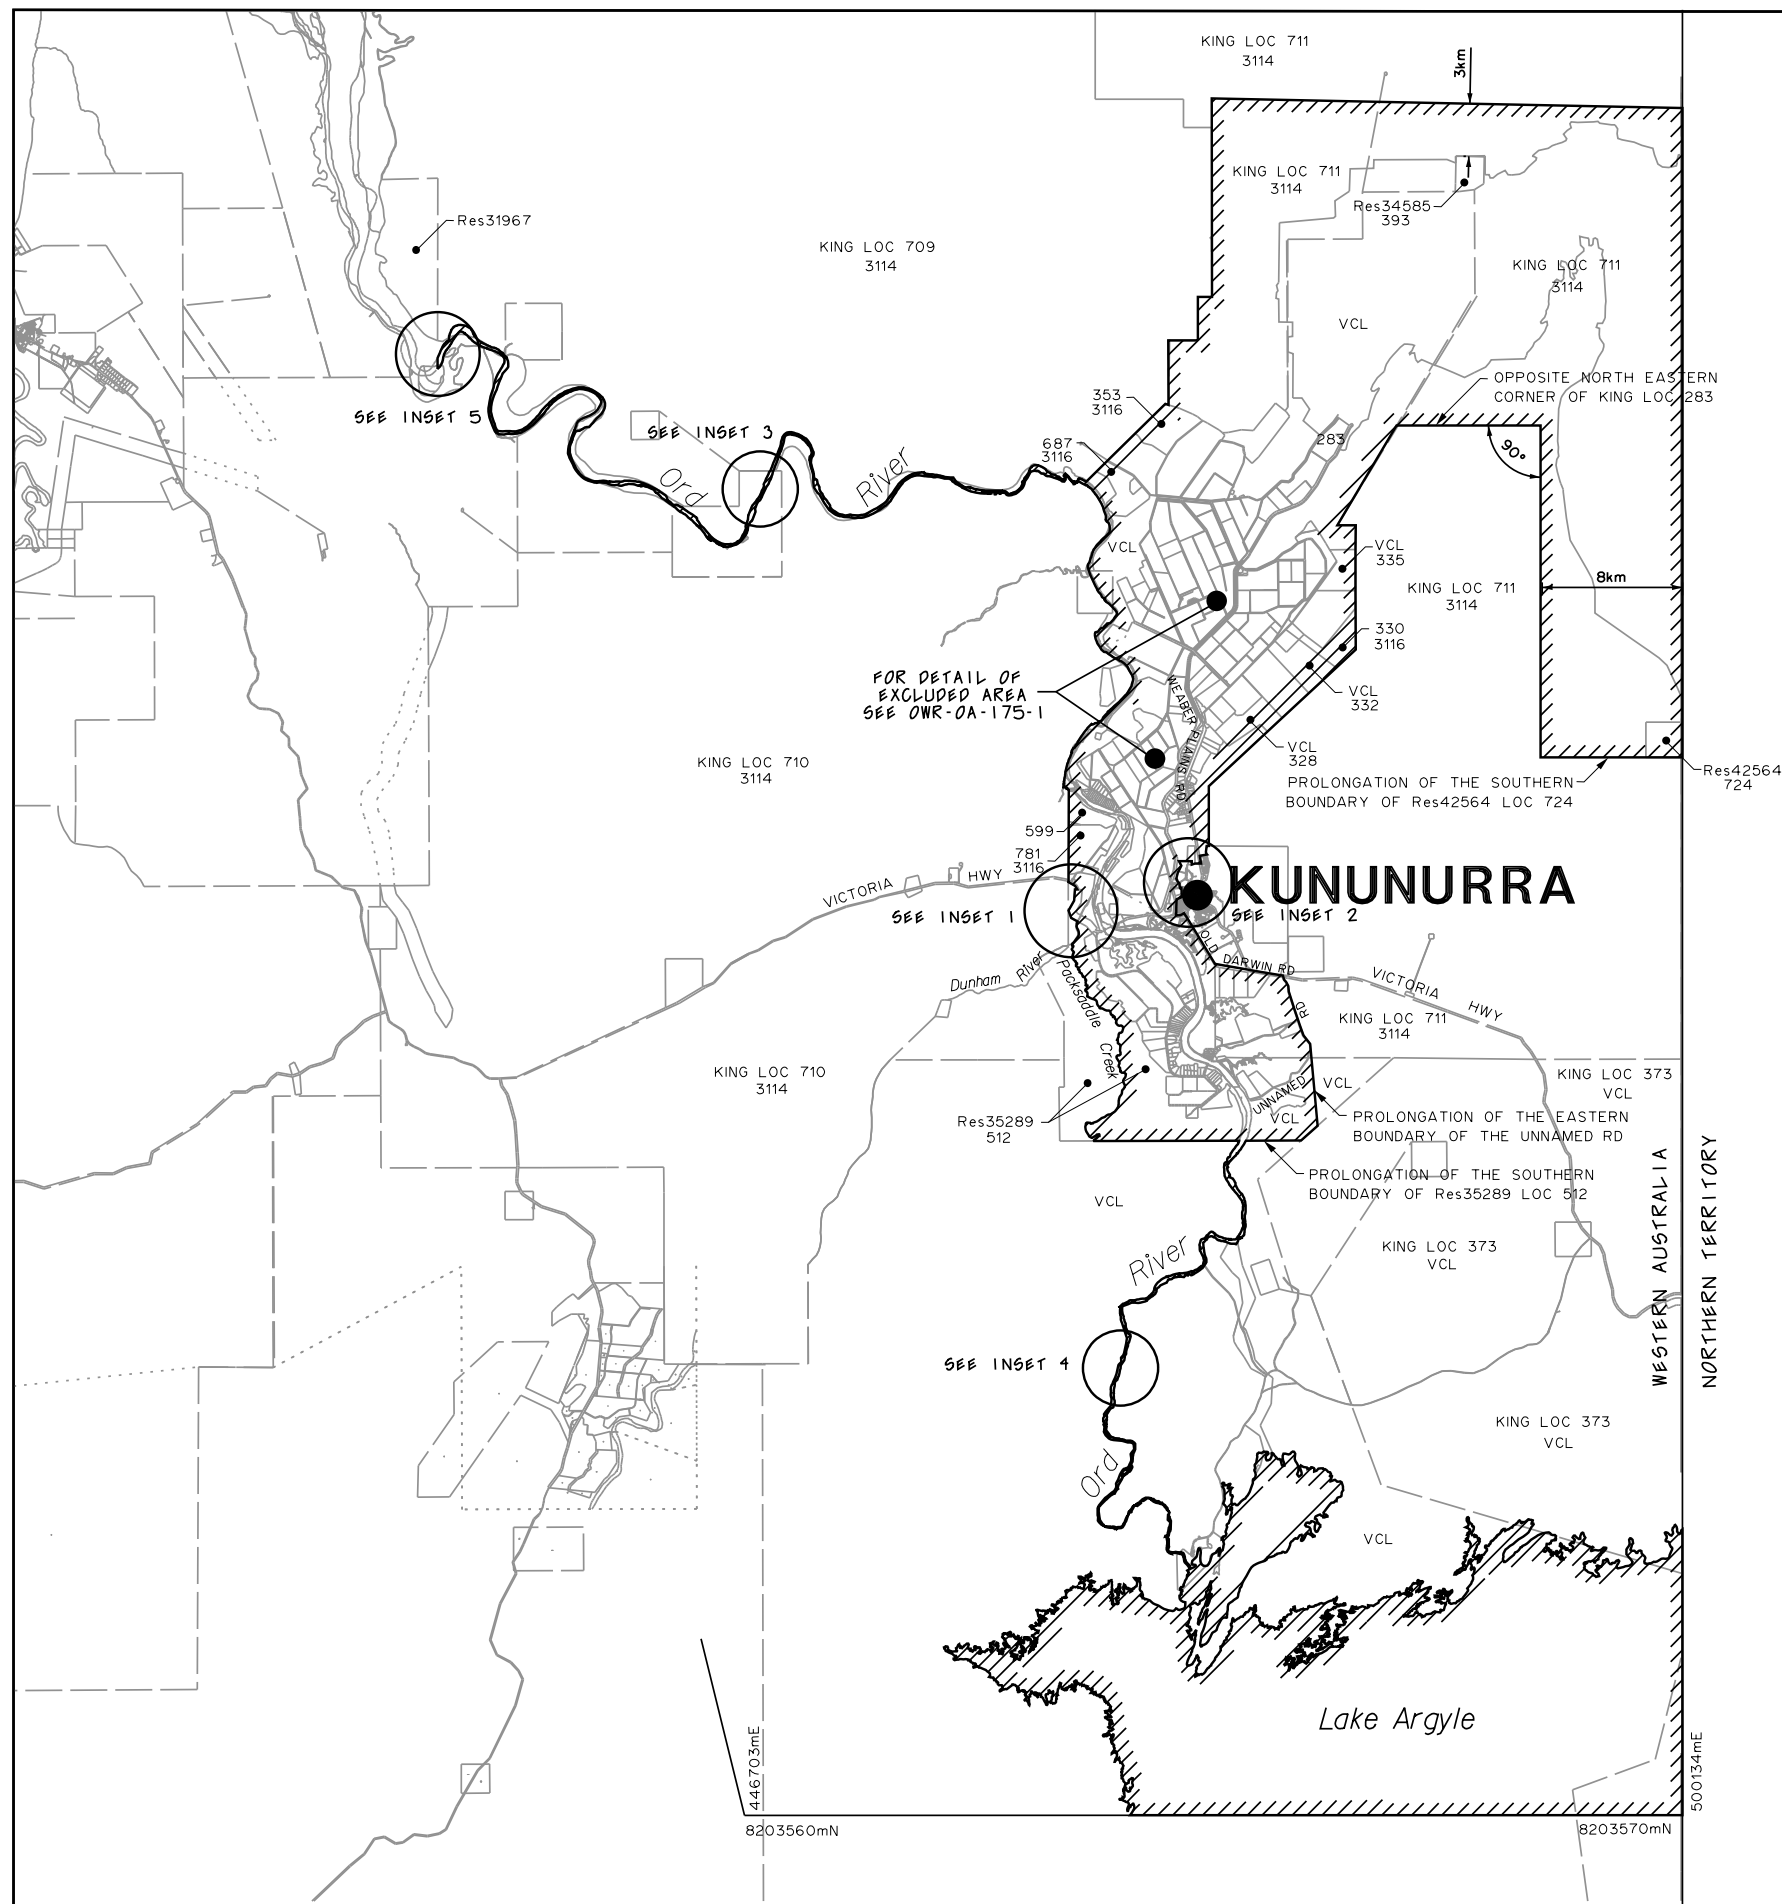 KING LOC 711
3114
3km
KING LOC 711
3114
Res34585
393
Res31967
KING LOC 709
3114
KING LOC 711
3114
VCL
OPPOSITE NORTH EASTERN
CORNER OF KING LOC 283
353
3116
SEE INSET 5
SEE INSET 3
687
3116
283
90°
Ord
River
VCL
VCL
335
8km
KING LOC 711
3114
330
3116
FOR DETAIL OF
EXCLUDED AREA
SEE OWR-OA-175-1
WEABER PLAINS RD
VCL
332
VCL
328
KING LOC 710
3114
Res42564
724
PROLONGATION OF THE SOUTHERN
BOUNDARY OF Res42564 LOC 724
599
781
3116
VICTORIA
HWY
KUNUNURRA
SEE INSET 1
SEE INSET 2
OLD
DARWIN RD
Dunham
River
Packsaddle
Creek
VICTORIA
HWY
RD
KING LOC 711
3114
KING LOC 710
3114
KING LOC 373
VCL
VCL
UNNAMED
VCL
Res35289
512
PROLONGATION OF THE EASTERN
BOUNDARY OF THE UNNAMED RD
PROLONGATION OF THE SOUTHERN
BOUNDARY OF Res35289 LOC 512
WESTERN AUSTRALIA
NORTHERN TERRITORY
VCL
River
KING LOC 373
VCL
SEE INSET 4
KING LOC 373
VCL
Ord
VCL
Lake Argyle
446703mE
500134mE
8203560mN
8203570mN